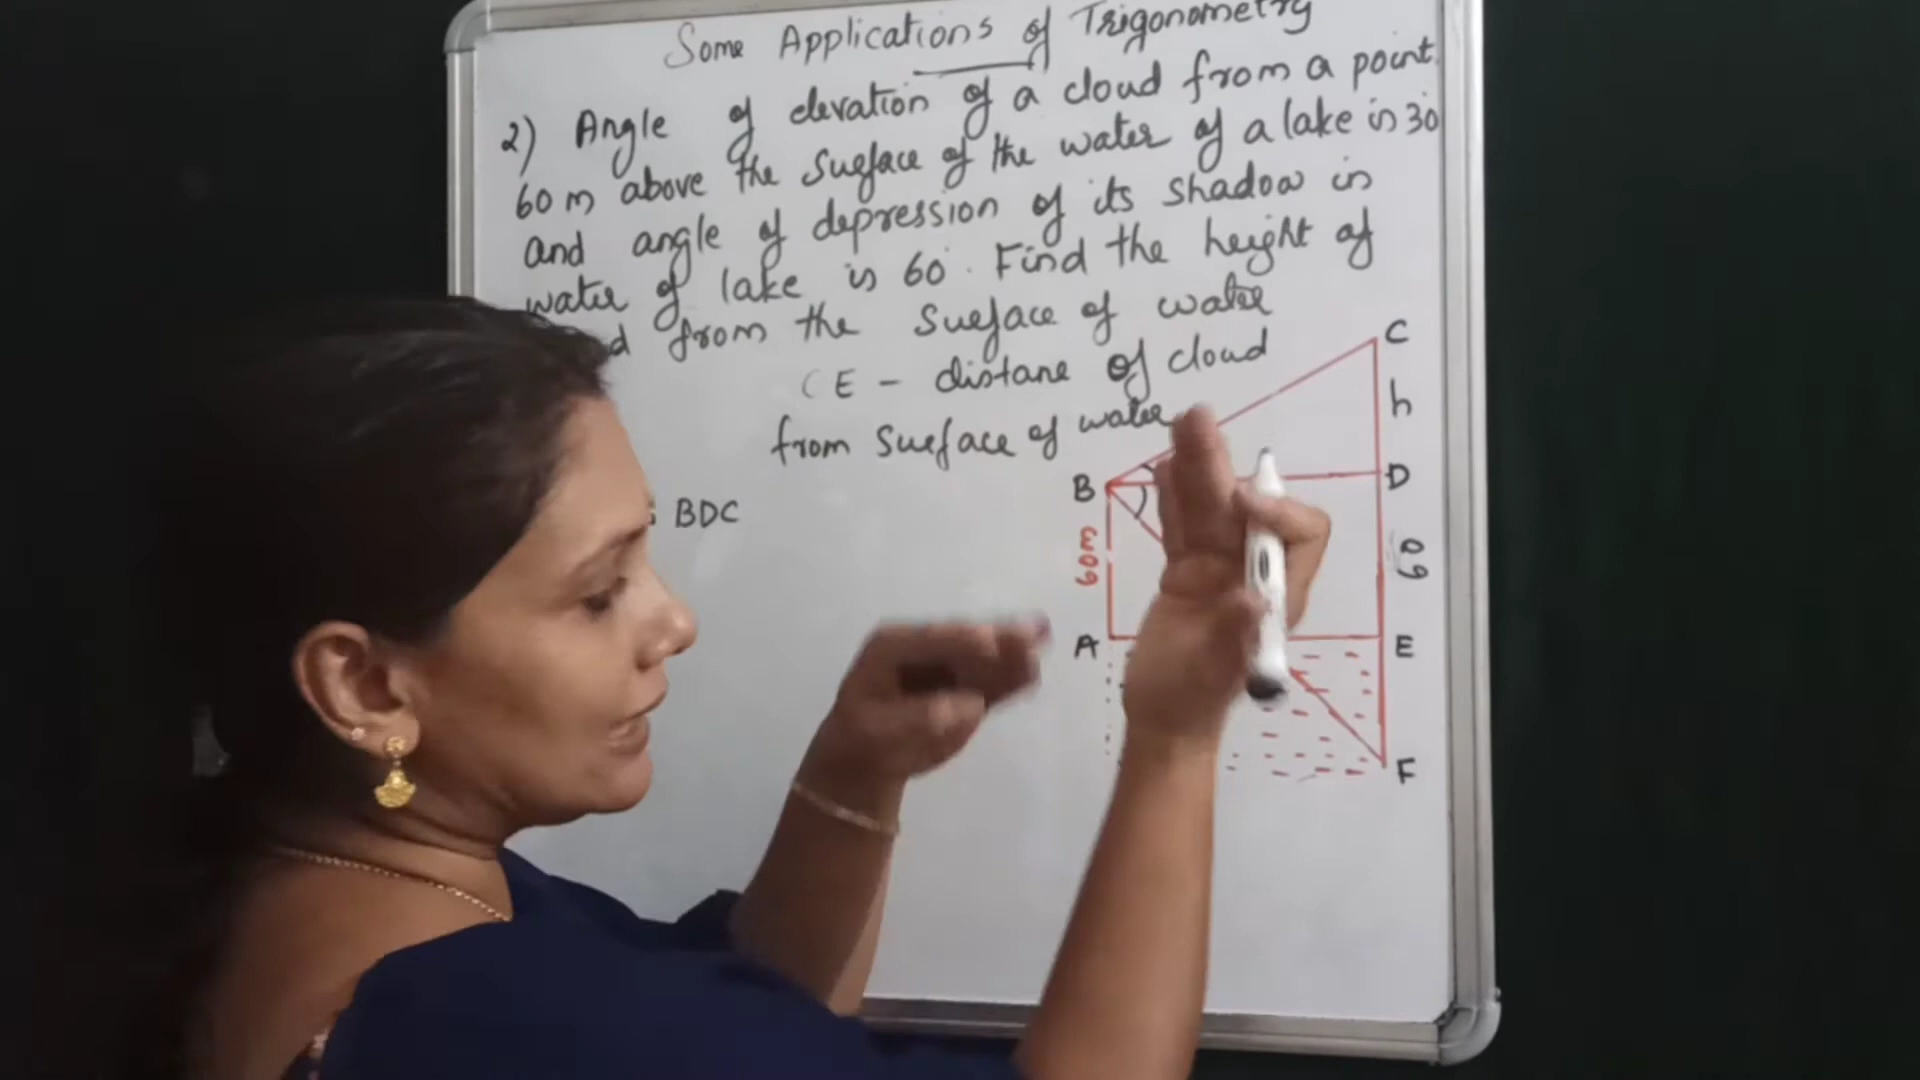 Some Applications of Trigonometry
2) Angle of elevation of a cloud from a point
60 m above the surface of the water of a lake is 30
and angle of depression of its shadow in
water of lake is 60°. Find the height of
from the surface of water
CE - distane of cloud
from surface of water
BDC
C
h
B
D
60m
60
A
E
F